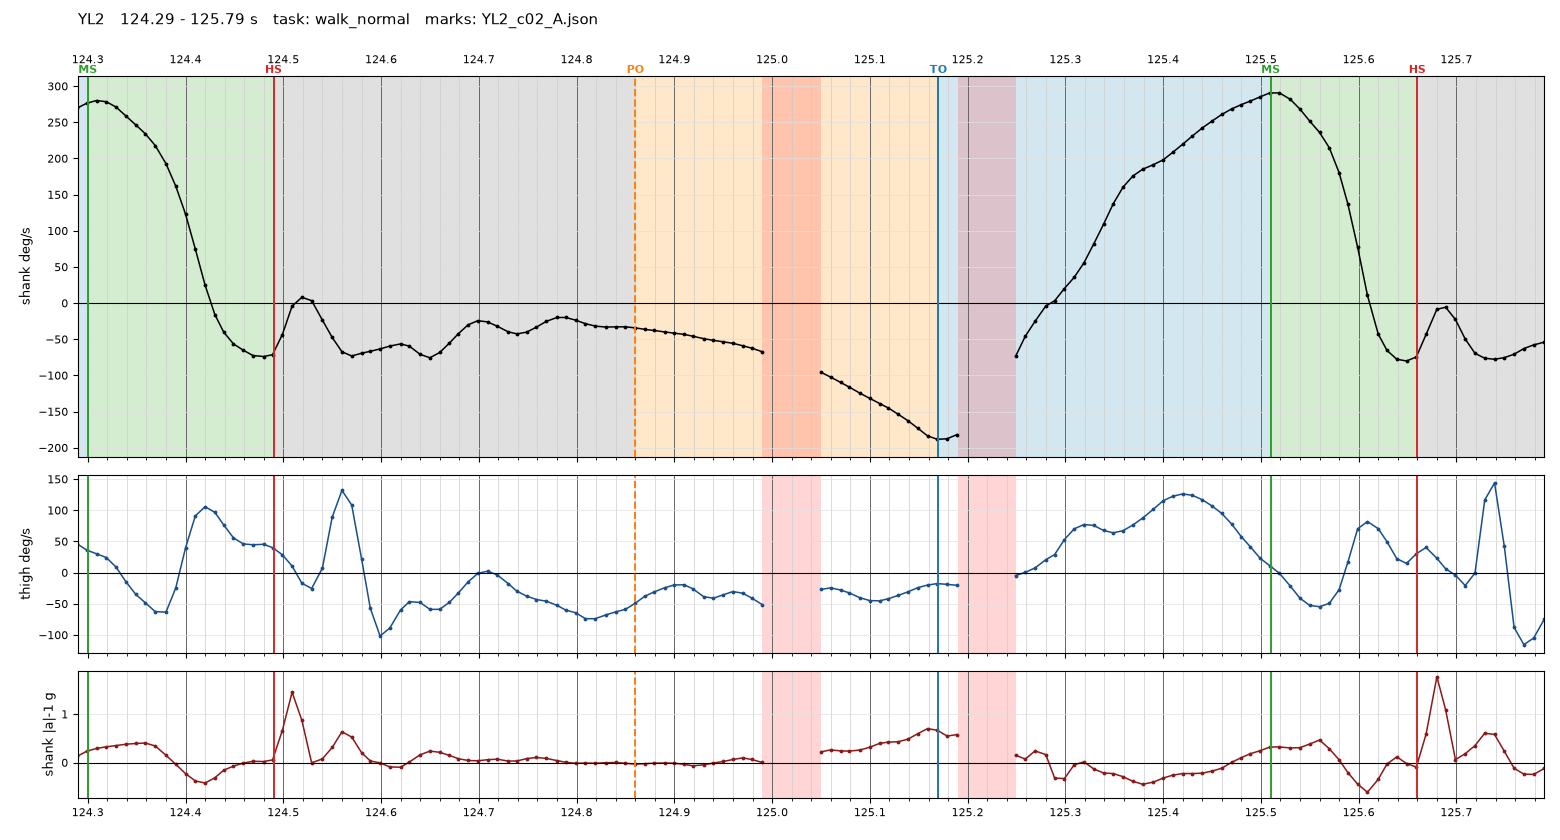 YL2   124.29 - 125.79 s   task: walk_normal   marks: YL2_c02_A.json
124.3 124.4 124.5 124.6 124.7 124.8 124.9 125.0 125.1 125.2 125.3 125.4 125.5 125.6 125.7
MS HS PO TO MS HS
300
250
200
150
100
50
0
−50
−100
−150
−200
shank deg/s
150
100
50
0
−50
−100
thigh deg/s
1
0
shank |a|-1 g
124.3 124.4 124.5 124.6 124.7 124.8 124.9 125.0 125.1 125.2 125.3 125.4 125.5 125.6 125.7